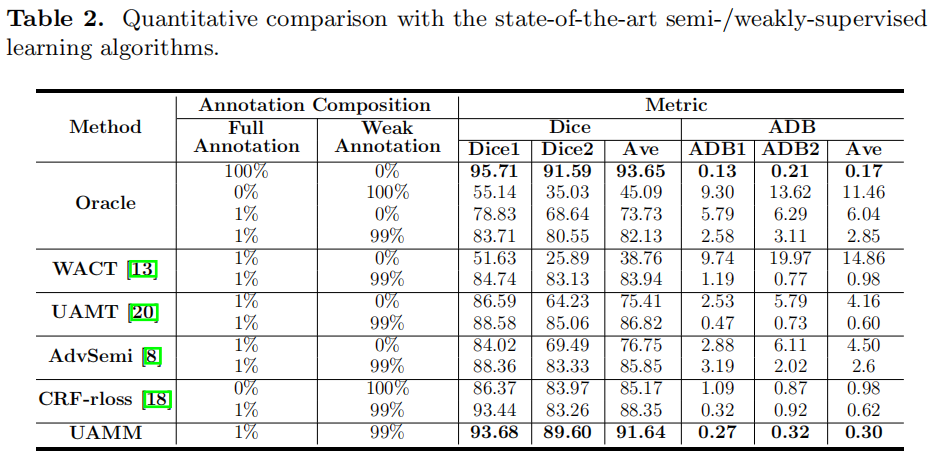 Table 2. Quantitative comparison with the state-of-the-art semi-/weakly-supervised
learning algorithms.
Method Annotation Composition Metric
Full Annotation Weak Annotation Dice ADB
Dice1 Dice2 Ave ADB1 ADB2 Ave
Oracle 100% 0% 95.71 91.59 93.65 0.13 0.21 0.17
0% 100% 55.14 35.03 45.09 9.30 13.62 11.46
1% 0% 78.83 68.64 73.73 5.79 6.29 6.04
1% 99% 83.71 80.55 82.13 2.58 3.11 2.85
WACT [13] 1% 0% 51.63 25.89 38.76 9.74 19.97 14.86
1% 99% 84.74 83.13 83.94 1.19 0.77 0.98
UAMT [20] 1% 0% 86.59 64.23 75.41 2.53 5.79 4.16
1% 99% 88.58 85.06 86.82 0.47 0.73 0.60
AdvSemi [8] 1% 0% 84.02 69.49 76.75 2.88 6.11 4.50
1% 99% 88.36 83.33 85.85 3.19 2.02 2.6
CRF-rloss [18] 0% 100% 86.37 83.97 85.17 1.09 0.87 0.98
1% 99% 93.44 83.26 88.35 0.32 0.92 0.62
UAMM 1% 99% 93.68 89.60 91.64 0.27 0.32 0.30